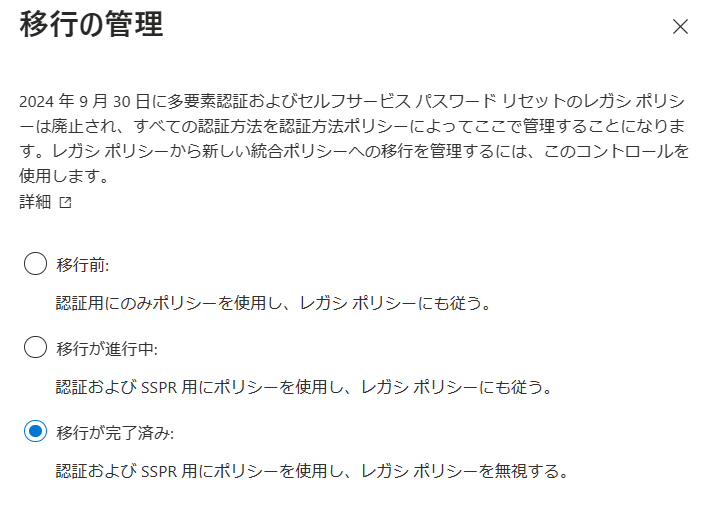 移行の管理
2024 年 9 月 30 日に多要素認証およびセルフサービス パスワード リセットのレガシ ポリシ
ーは廃止され、すべての認証方法を認証方法ポリシーによってここで管理することになりま
す。レガシ ポリシーから新しい統合ポリシーへの移行を管理するには、このコントロールを
使用します。
詳細
移行前:
認証用にのみポリシーを使用し、レガシ ポリシーにも従う。
移行が進行中:
認証および SSPR 用にポリシーを使用し、レガシ ポリシーにも従う。
移行が完了済み:
認証および SSPR 用にポリシーを使用し、レガシ ポリシーを無視する。